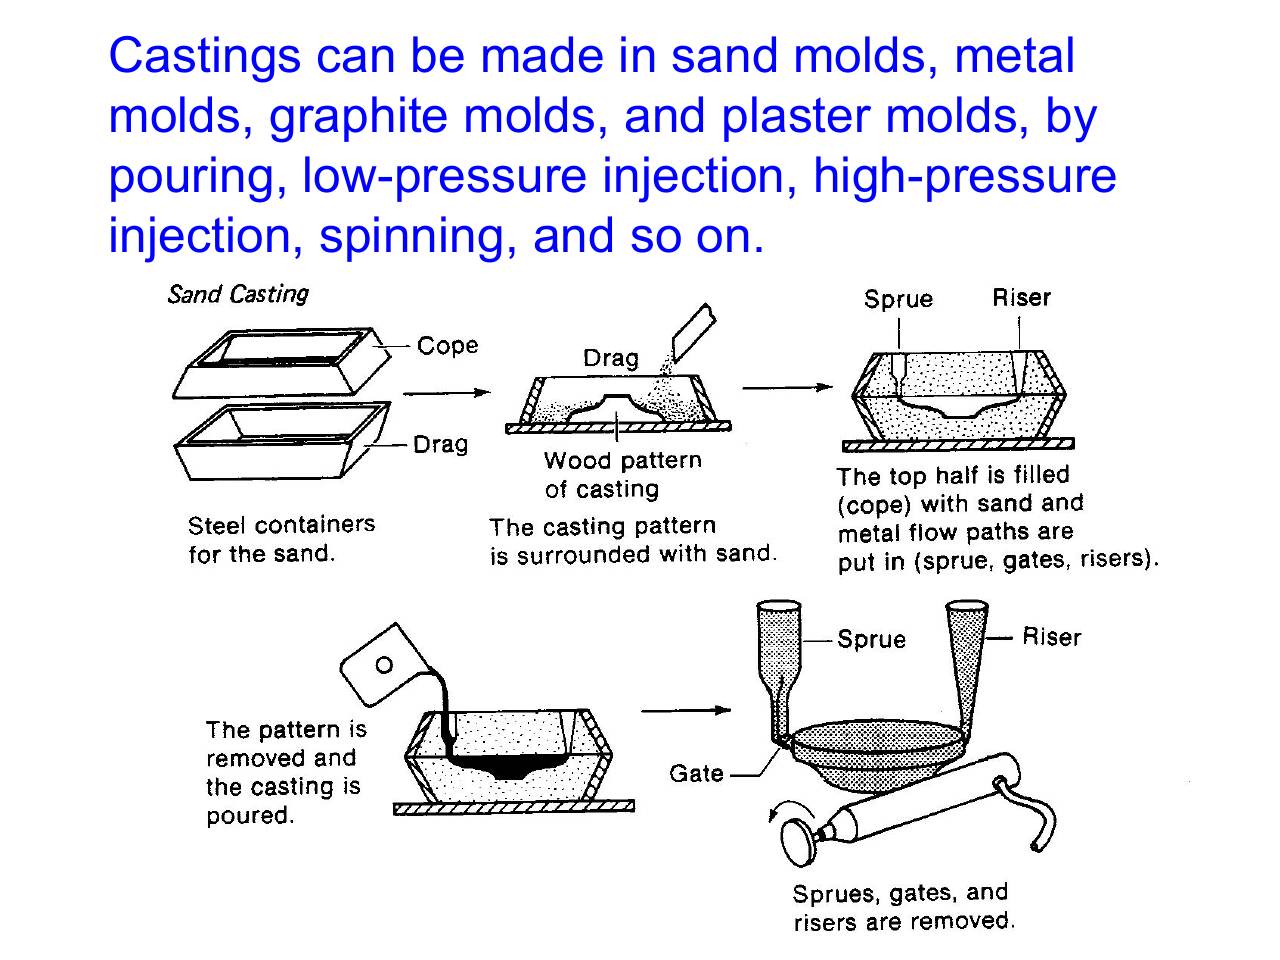 Castings can be made in sand molds, metal
molds, graphite molds, and plaster molds, by
pouring, low-pressure injection, high-pressure
injection, spinning, and so on.
Sand Casting
Cope
Drag
Steel containers
for the sand.
Drag
Wood pattern
of casting
The casting pattern
is surrounded with sand.
Sprue
Riser
The top half is filled
(cope) with sand and
metal flow paths are
put in (sprue, gates, risers).
The pattern is
removed and
the casting is
poured.
Sprue
Riser
Gate
Sprues, gates, and
risers are removed.